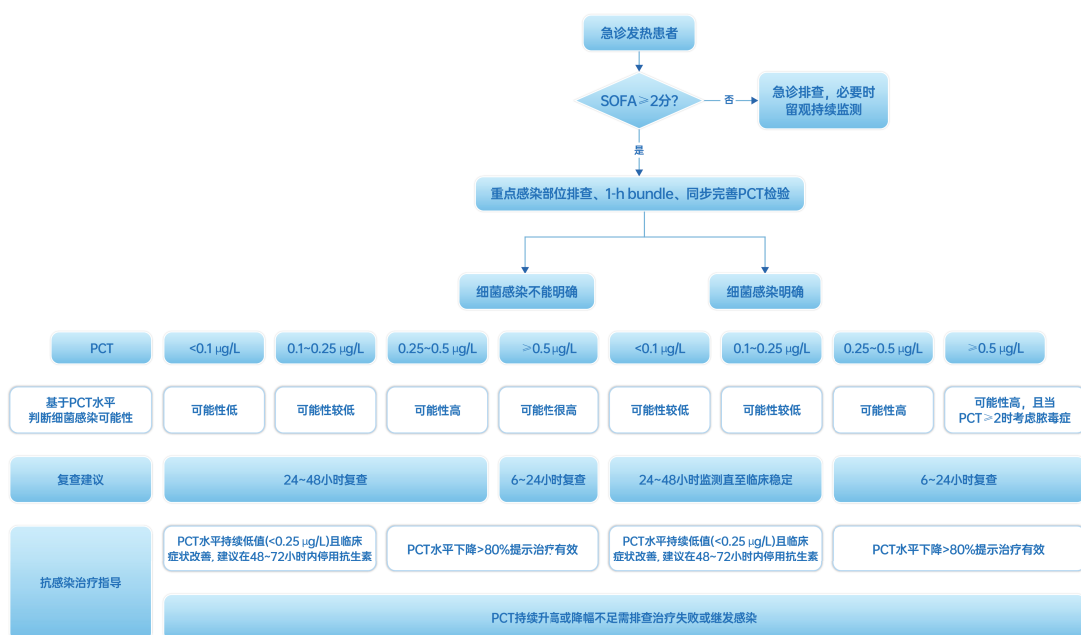 急诊发热患者
SOFA≥2分?
否
急诊排查，必要时
留观持续监测
是
重点感染部位排查、1-h bundle、同步完善PCT检验
细菌感染不能明确
细菌感染明确
PCT
<0.1 μg/L
0.1~0.25 μg/L
0.25~0.5 μg/L
≥0.5μg/L
<0.1 μg/L
0.1~0.25 μg/L
0.25~0.5 μg/L
≥0.5 μg/L
基于PCT水平
判断细菌感染可能性
可能性低
可能性较低
可能性高
可能性很高
可能性较低
可能性较低
可能性高
可能性高，且当
PCT≥2时考虑脓毒症
复查建议
24~48小时复查
6~24小时复查
24~48小时监测直至临床稳定
6~24小时复查
抗感染治疗指导
PCT水平持续低值(<0.25 μg/L)且临床
症状改善, 建议在48~72小时内停用抗生素
PCT水平下降>80%提示治疗有效
PCT水平持续低值(<0.25 μg/L)且临床
症状改善, 建议在48~72小时内停用抗生素
PCT水平下降>80%提示治疗有效
PCT持续升高或降幅不足需排查治疗失败或继发感染